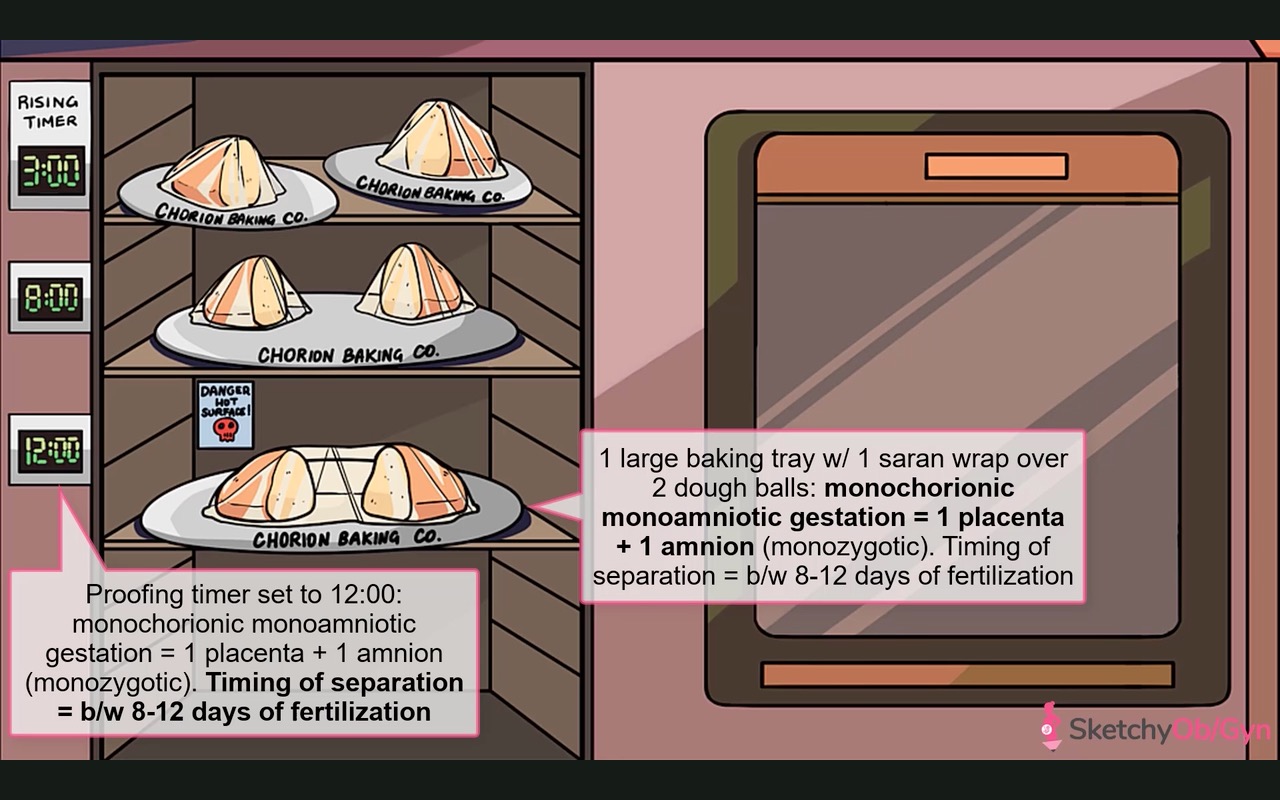 RISING
TIMER
3:00
CHORION BAKING CO.
CHORION BAKING CO.
8:00
CHORION BAKING CO.
DANGER
HOT
SURFACE!
12:00
CHORION BAKING CO.
1 large baking tray w/ 1 saran wrap over
2 dough balls: monochorionic
monoamniotic gestation = 1 placenta
+ 1 amnion (monozygotic). Timing of
separation = b/w 8-12 days of fertilization
Proofing timer set to 12:00:
monochorionic monoamniotic
gestation = 1 placenta + 1 amnion
(monozygotic). Timing of separation
= b/w 8-12 days of fertilization
SketchyOb/Gyn